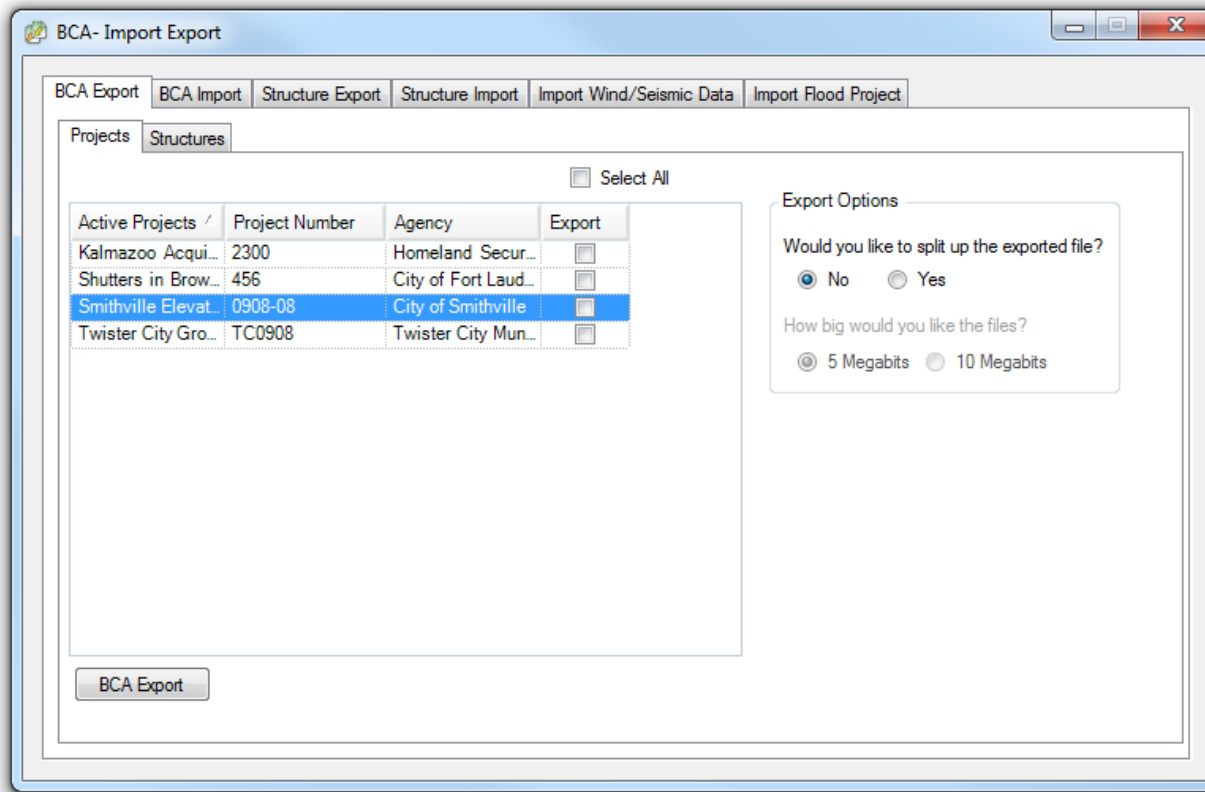 BCA- Import Export
BCA Export BCA Import Structure Export Structure Import Import Wind/Seismic Data Import Flood Project
Projects Structures
Select All
Active Projects Project Number Agency Export
Kalmazoo Acqui... 2300 Homeland Secur...
Shutters in Brow... 456 City of Fort Laud...
Smithville Elevat... 0908-08 City of Smithville
Twister City Gro... TC0908 Twister City Mun...
Export Options
Would you like to split up the exported file?
No Yes
How big would you like the files?
5 Megabits 10 Megabits
BCA Export